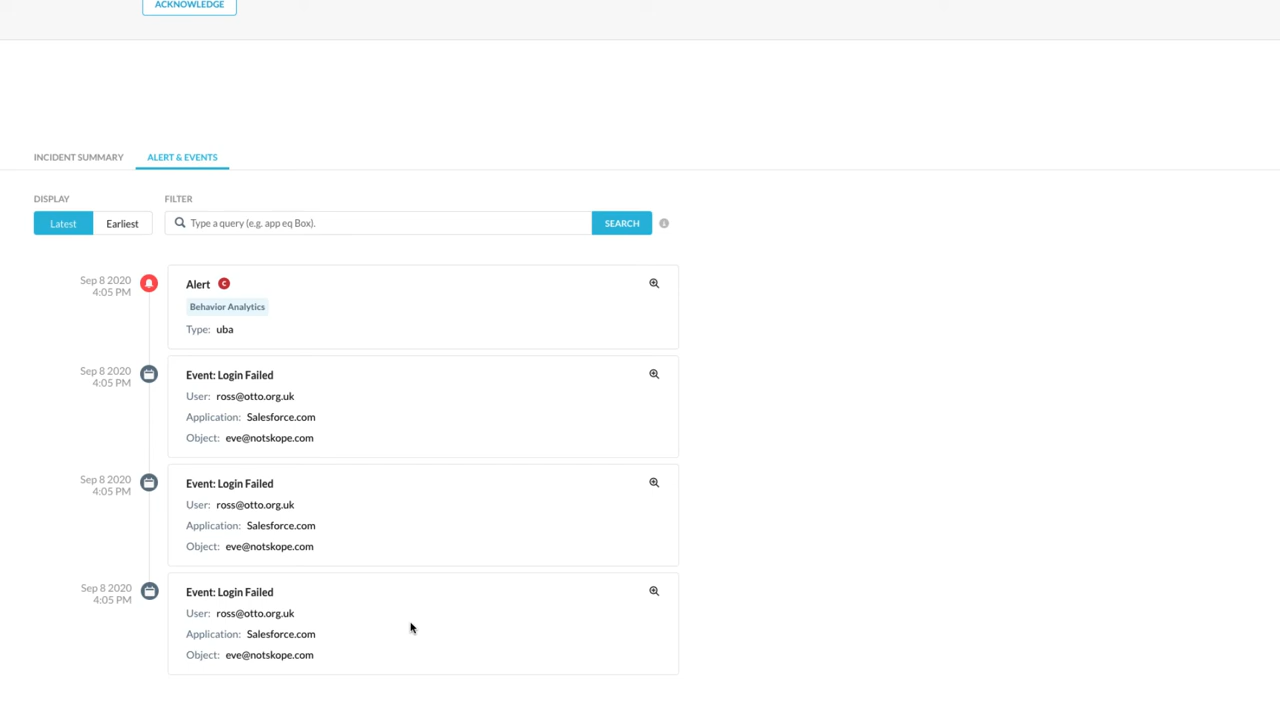 ACKNOWLEDGE
INCIDENT SUMMARY ALERT & EVENTS
DISPLAY FILTER
Latest Earliest Type a query (e.g. app eq Box). SEARCH i
Sep 8 2020
4:05 PM
Alert C
Behavior Analytics
Type: uba
Sep 8 2020
4:05 PM
Event: Login Failed
User: ross@otto.org.uk
Application: Salesforce.com
Object: eve@notskope.com
Sep 8 2020
4:05 PM
Event: Login Failed
User: ross@otto.org.uk
Application: Salesforce.com
Object: eve@notskope.com
Sep 8 2020
4:05 PM
Event: Login Failed
User: ross@otto.org.uk
Application: Salesforce.com
Object: eve@notskope.com